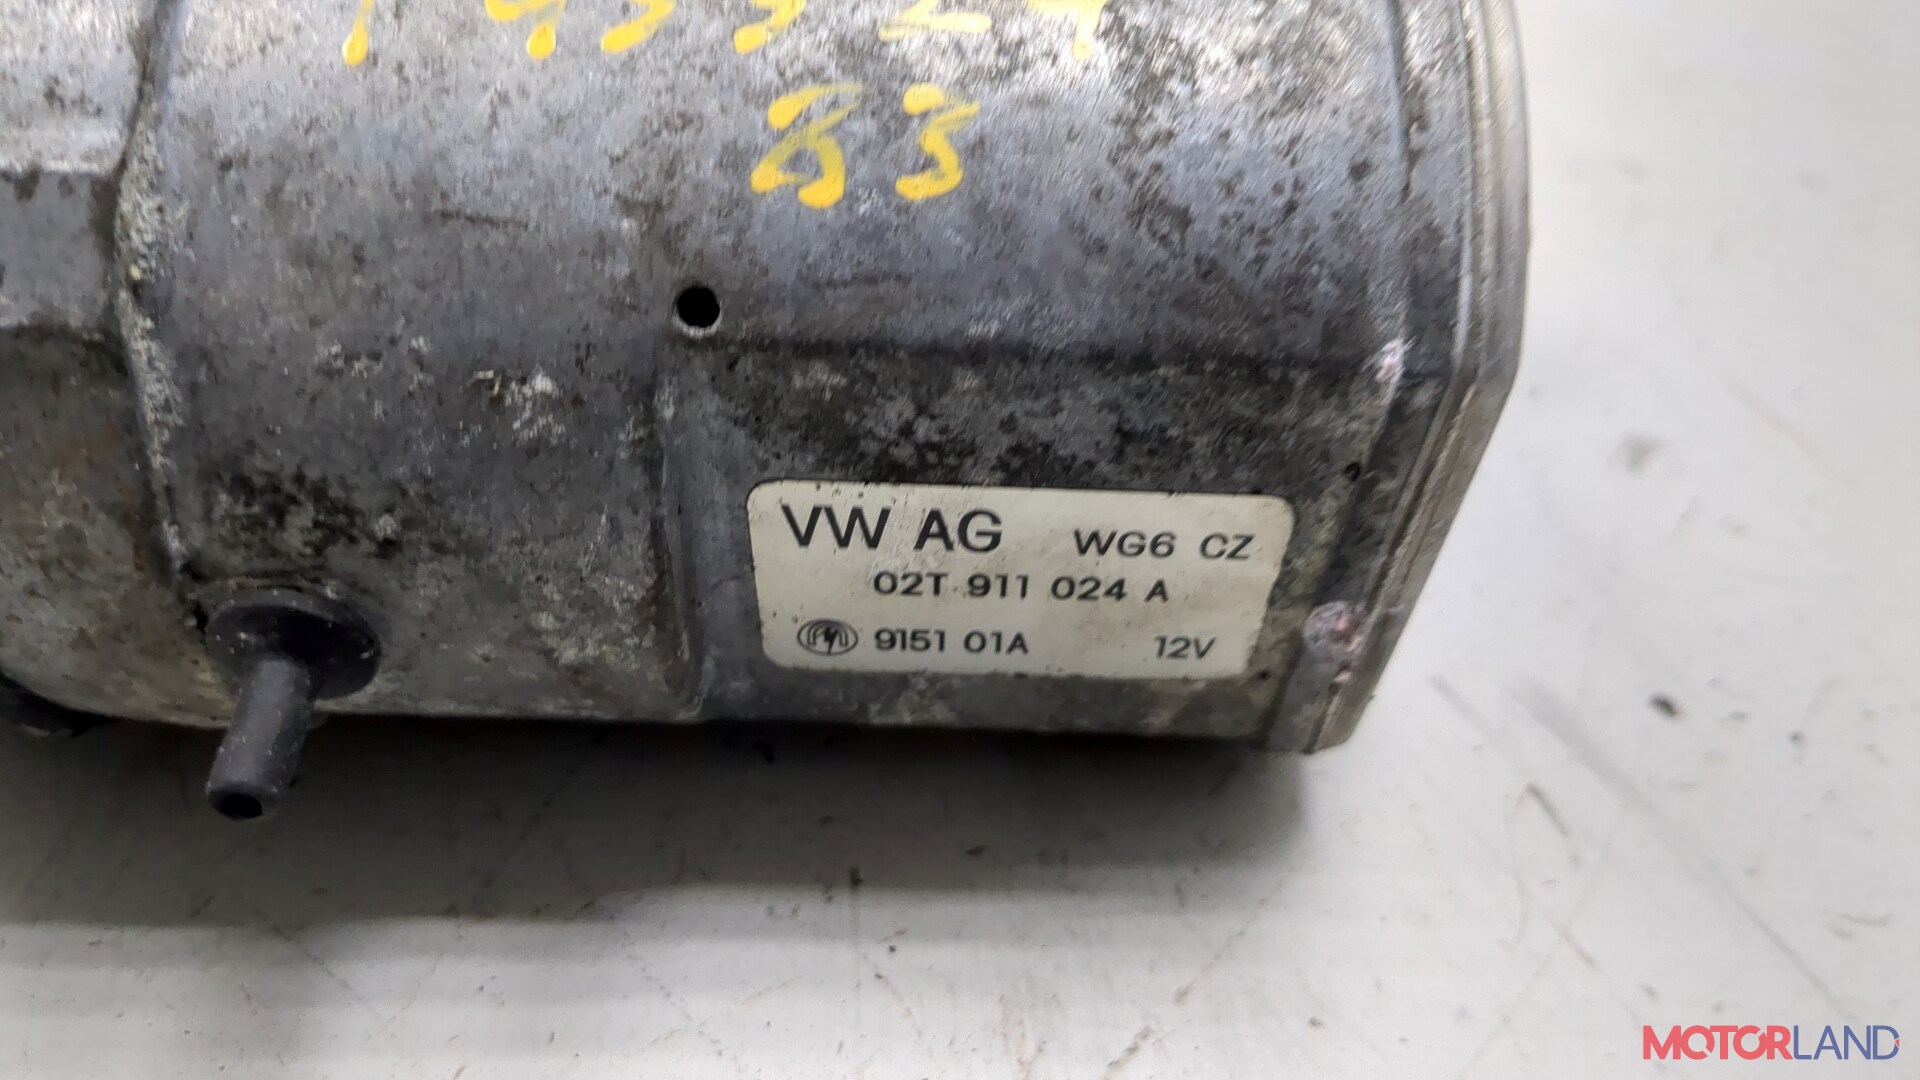 83
VW AG WG6 CZ
02T 911 024 A
9151 01A 12V
MOTORLAND